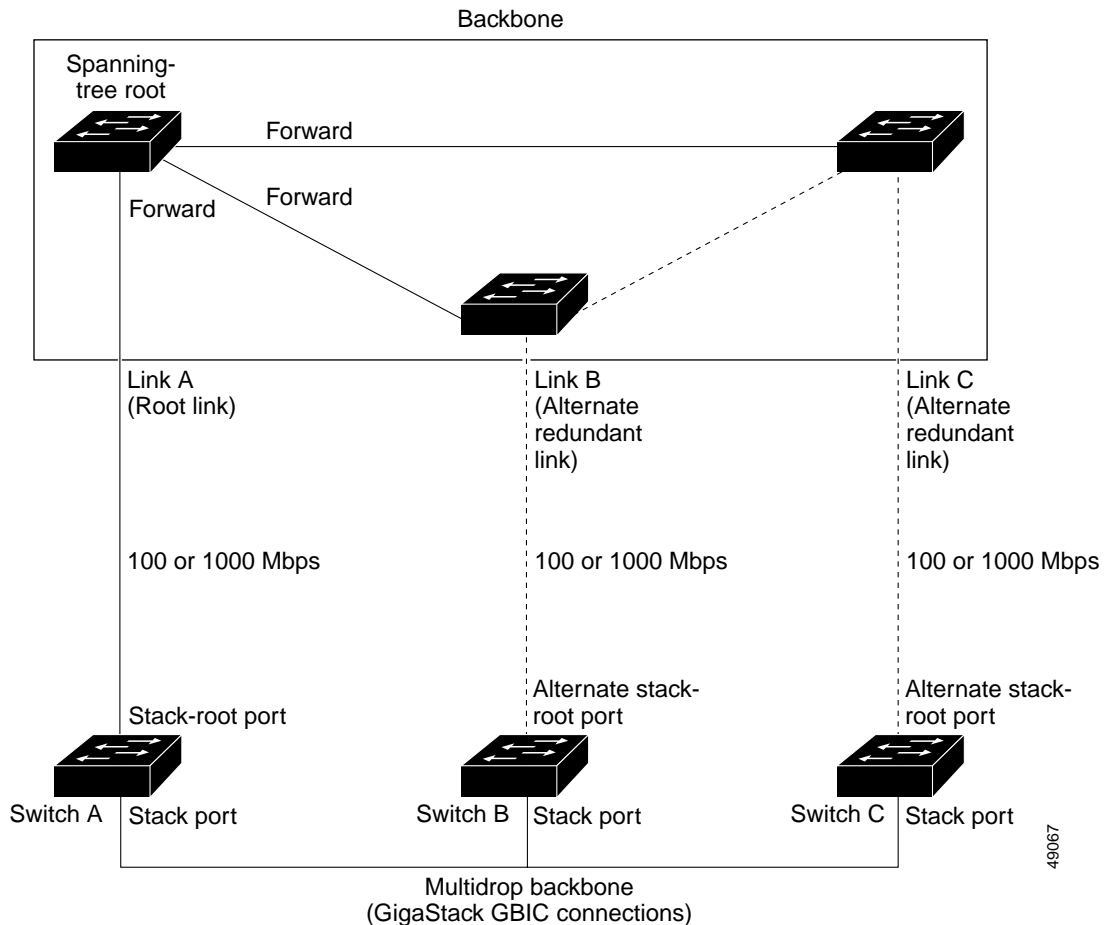 Backbone
Spanning-
tree root
Forward
Forward
Forward
Link A
(Root link)
Link B
(Alternate
redundant
link)
Link C
(Alternate
redundant
link)
100 or 1000 Mbps
100 or 1000 Mbps
100 or 1000 Mbps
Stack-root port
Alternate stack-
root port
Alternate stack-
root port
Switch A
Stack port
Switch B
Stack port
Switch C
Stack port
Multidrop backbone
(GigaStack GBIC connections)
49067